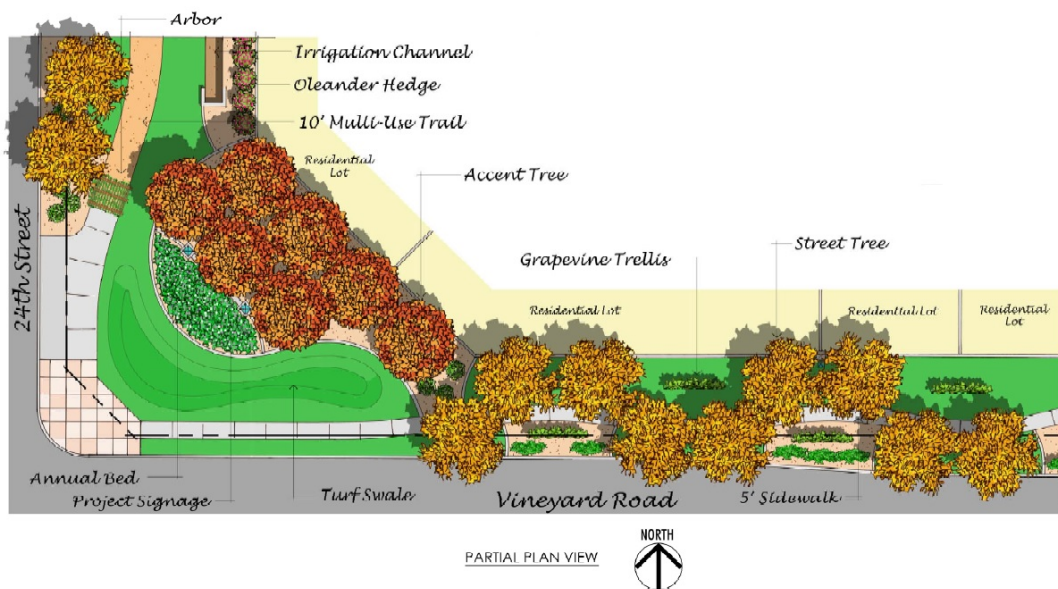 Arbor
Irrigation Channel
Oleander Hedge
10' Multi-Use Trail
Residential
Lot
Accent Tree
Street Tree
Grapevine Trellis
24th Street
Residential Lot
Residential Lot
Residential
Lot
Annual Bed
Project Signage
Turf Swale
Vineyard Road
5' Sidewalk
PARTIAL PLAN VIEW
NORTH